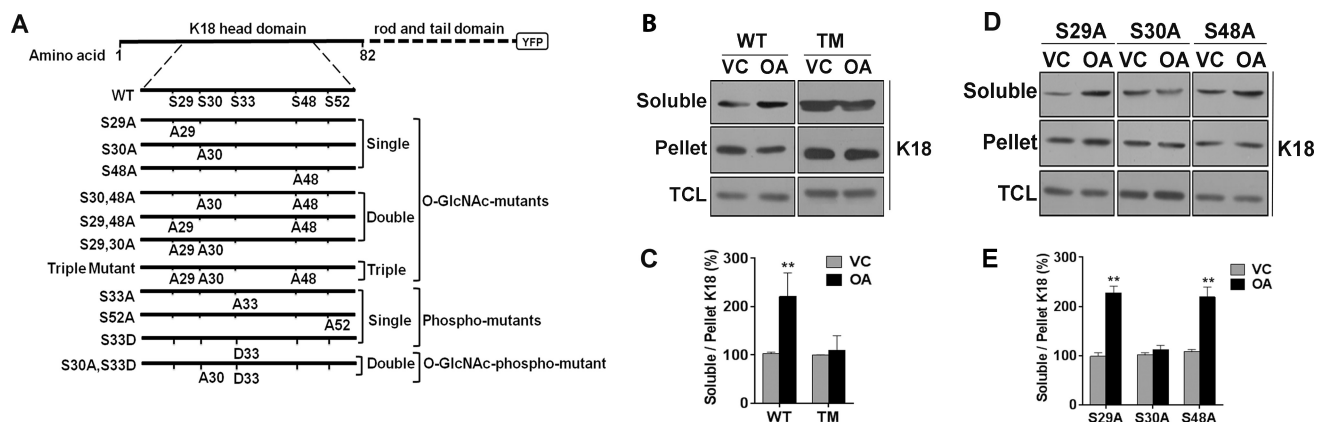 A
K18 head domain
rod and tail domain
YFP
Amino acid 1
82
WT
S29 S30 S33 S48 S52
S29A
A29
S30A
A30
Single
S48A
A48
S30,48A
A30 A48
S29,48A
A29 A48
Double
S29,30A
A29 A30
O-GlcNAc-mutants
Triple Mutant
A29 A30 A48
Triple
S33A
A33
S52A
A52
Single
Phospho-mutants
S33D
D33
S30A,S33D
A30 D33
Double
O-GlcNAc-phospho-mutant
B
WT TM
VC OA VC OA
Soluble
Pellet
TCL
K18
C
Soluble / Pellet K18 (%)
300
200
100
0
**
VC
OA
WT TM
D
S29A S30A S48A
VC OA VC OA VC OA
Soluble
Pellet
TCL
K18
E
Soluble / Pellet K18 (%)
300
200
100
0
** **
VC
OA
S29A S30A S48A